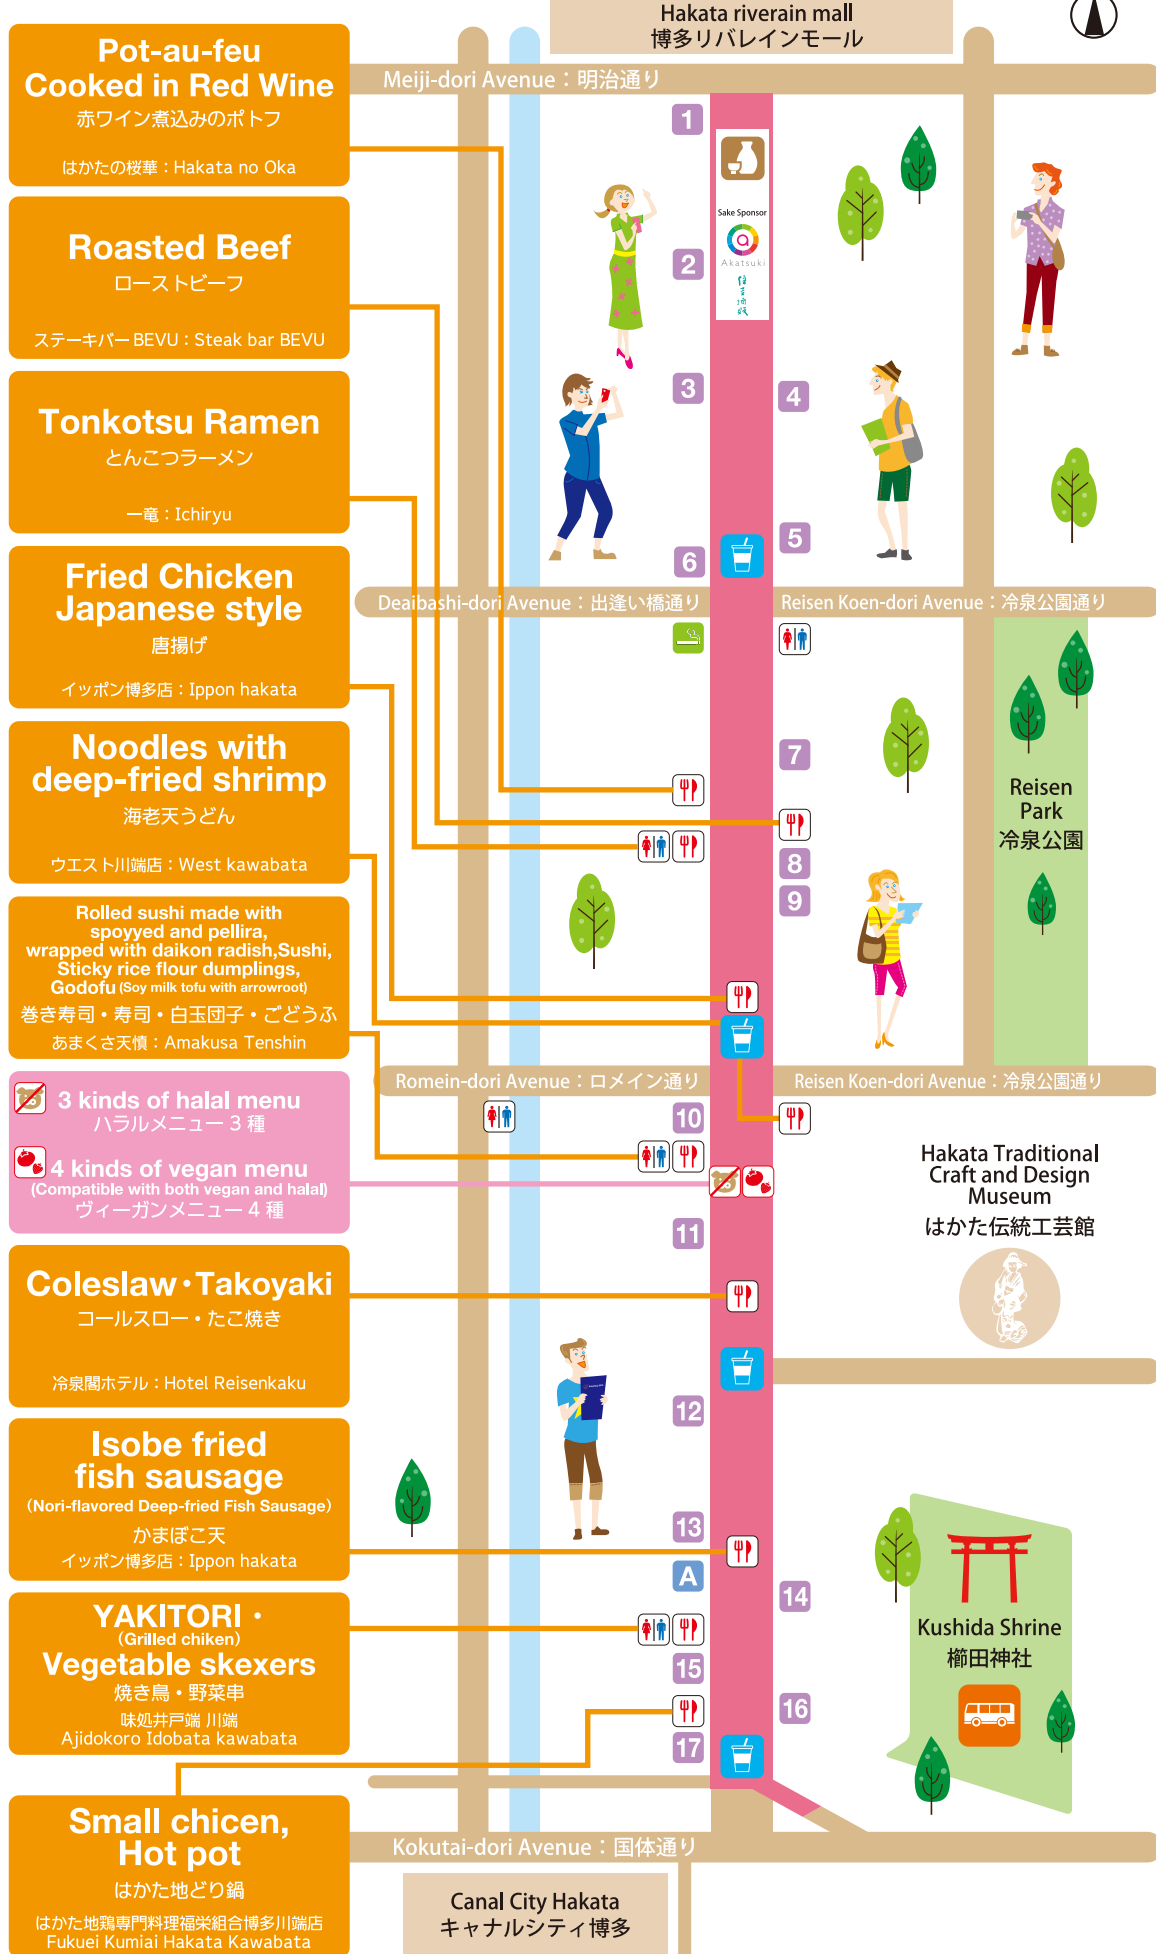 Hakata riverain mall
博多リバレインモール
Meiji-dori Avenue：明治通り
Pot-au-feu
Cooked in Red Wine
赤ワイン煮込みのポトフ
はかたの桜華：Hakata no Oka
Roasted Beef
ローストビーフ
ステーキバー BEVU：Steak bar BEVU
Tonkotsu Ramen
とんこつラーメン
一竜：Ichiryu
Fried Chicken
Japanese style
唐揚げ
イッポン博多店：Ippon hakata
Noodles with
deep-fried shrimp
海老天うどん
ウエスト川端店：West kawabata
Rolled sushi made with
spoyyed and pellira,
wrapped with daikon radish,Sushi,
Sticky rice flour dumplings,
Godofu (Soy milk tofu with arrowroot)
巻き寿司・寿司・白玉団子・ごどうふ
あまくさ天慎：Amakusa Tenshin
3 kinds of halal menu
ハラルメニュー 3 種
4 kinds of vegan menu
(Compatible with both vegan and halal)
ヴィーガンメニュー 4 種
Coleslaw・Takoyaki
コールスロー・たこ焼き
冷泉閣ホテル：Hotel Reisenkaku
Isobe fried
fish sausage
(Nori-flavored Deep-fried Fish Sausage)
かまぼこ天
イッポン博多店：Ippon hakata
YAKITORI・
(Grilled chiken)
Vegetable skexers
焼き鳥・野菜串
味処井戸端 川端
Ajidokoro Idobata kawabata
Small chicen,
Hot pot
はかた地どり鍋
はかた地鶏専門料理福栄組合博多川端店
Fukuei Kumiai Hakata Kawabata
1
Sake Sponsor
Akatsuki
2
3
4
5
6
Deaibashi-dori Avenue：出逢い橋通り
Reisen Koen-dori Avenue：冷泉公園通り
7
Reisen
Park
冷泉公園
8
9
Romein-dori Avenue：ロメイン通り
Reisen Koen-dori Avenue：冷泉公園通り
10
Hakata Traditional
Craft and Design
Museum
はかた伝統工芸館
11
12
13
A
14
Kushida Shrine
櫛田神社
15
16
17
Kokutai-dori Avenue：国体通り
Canal City Hakata
キャナルシティ博多